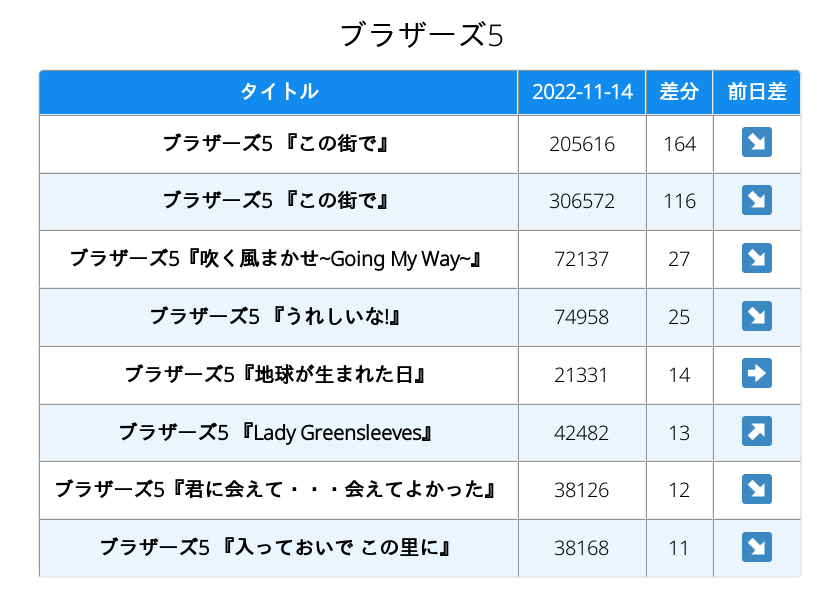 ブラザーズ5
タイトル 2022-11-14 差分 前日差
ブラザーズ5 『この街で』 205616 164 ↘
ブラザーズ5 『この街で』 306572 116 ↘
ブラザーズ5『吹く風まかせ~Going My Way~』 72137 27 ↘
ブラザーズ5 『うれしいな!』 74958 25 ↘
ブラザーズ5『地球が生まれた日』 21331 14 ➡
ブラザーズ5 『Lady Greensleeves』 42482 13 ↗
ブラザーズ5『君に会えて・・・会えてよかった』 38126 12 ↘
ブラザーズ5 『入っておいで この里に』 38168 11 ↘